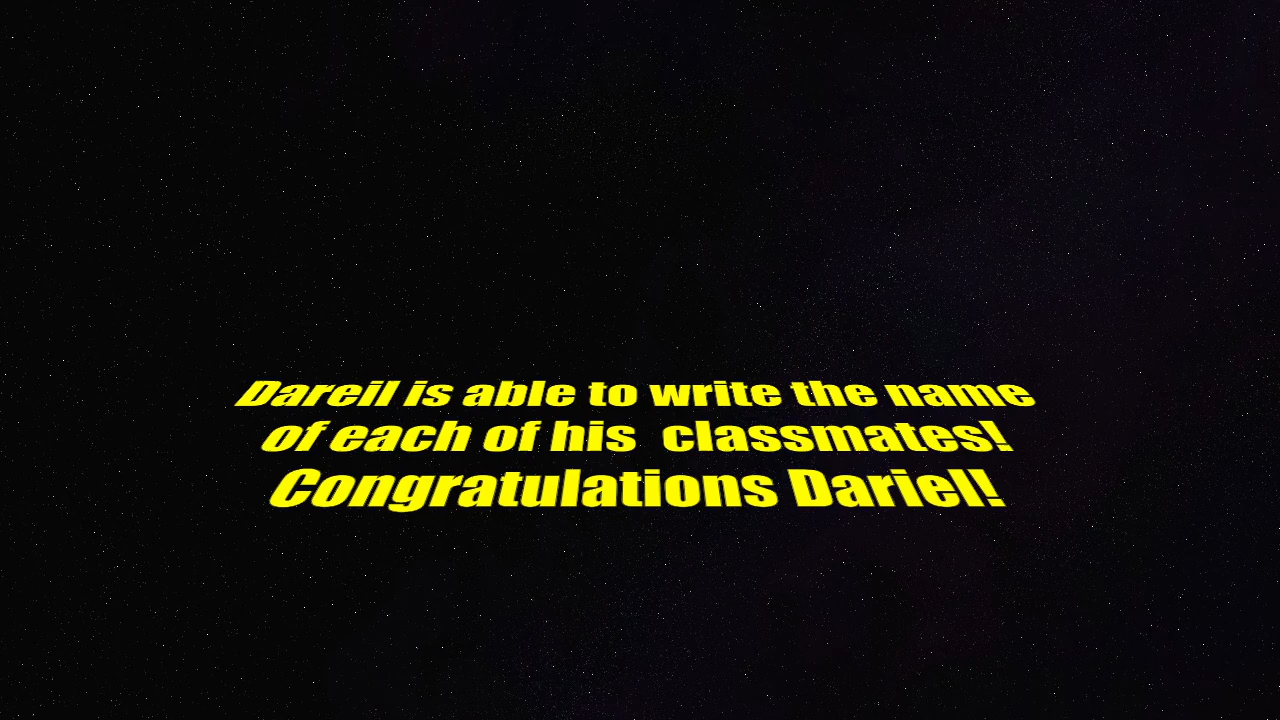 Dareil is able to write the name
of each of his  classmates!
Congratulations Dariel!